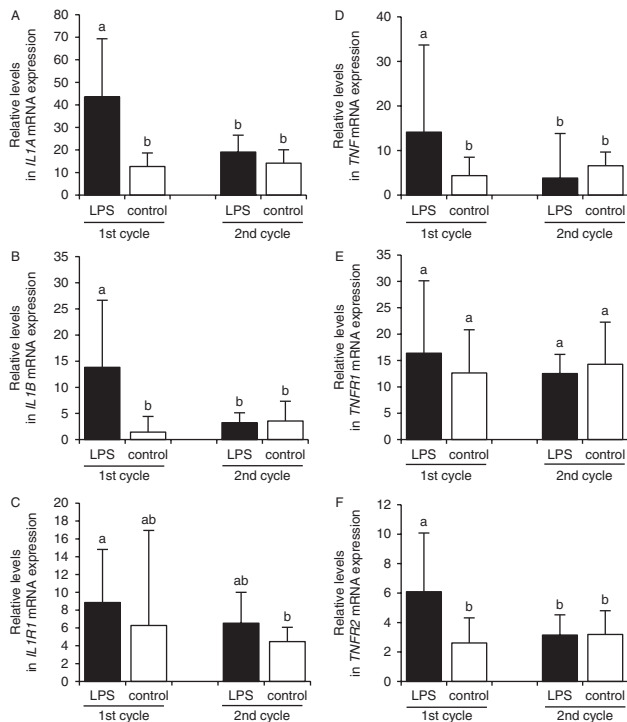 A
Relative levels
in IL1A mRNA expression
80
70
60
50
40
30
20
10
0
a
b
b
b
LPS control LPS control
1st cycle 2nd cycle
D
Relative levels
in TNF mRNA expression
40
30
20
10
0
a
b
b
b
LPS control LPS control
1st cycle 2nd cycle
B
Relative levels
in IL1B mRNA expression
35
30
25
20
15
10
5
0
a
b
b
b
LPS control LPS control
1st cycle 2nd cycle
E
Relative levels
in TNFR1 mRNA expression
35
30
25
20
15
10
5
0
a
a
a
a
LPS control LPS control
1st cycle 2nd cycle
C
Relative levels
in IL1R1 mRNA expression
20
18
16
14
12
10
8
6
4
2
0
a
ab
ab
b
LPS control LPS control
1st cycle 2nd cycle
F
Relative levels
in TNFR2 mRNA expression
12
10
8
6
4
2
0
a
b
b
b
LPS control LPS control
1st cycle 2nd cycle